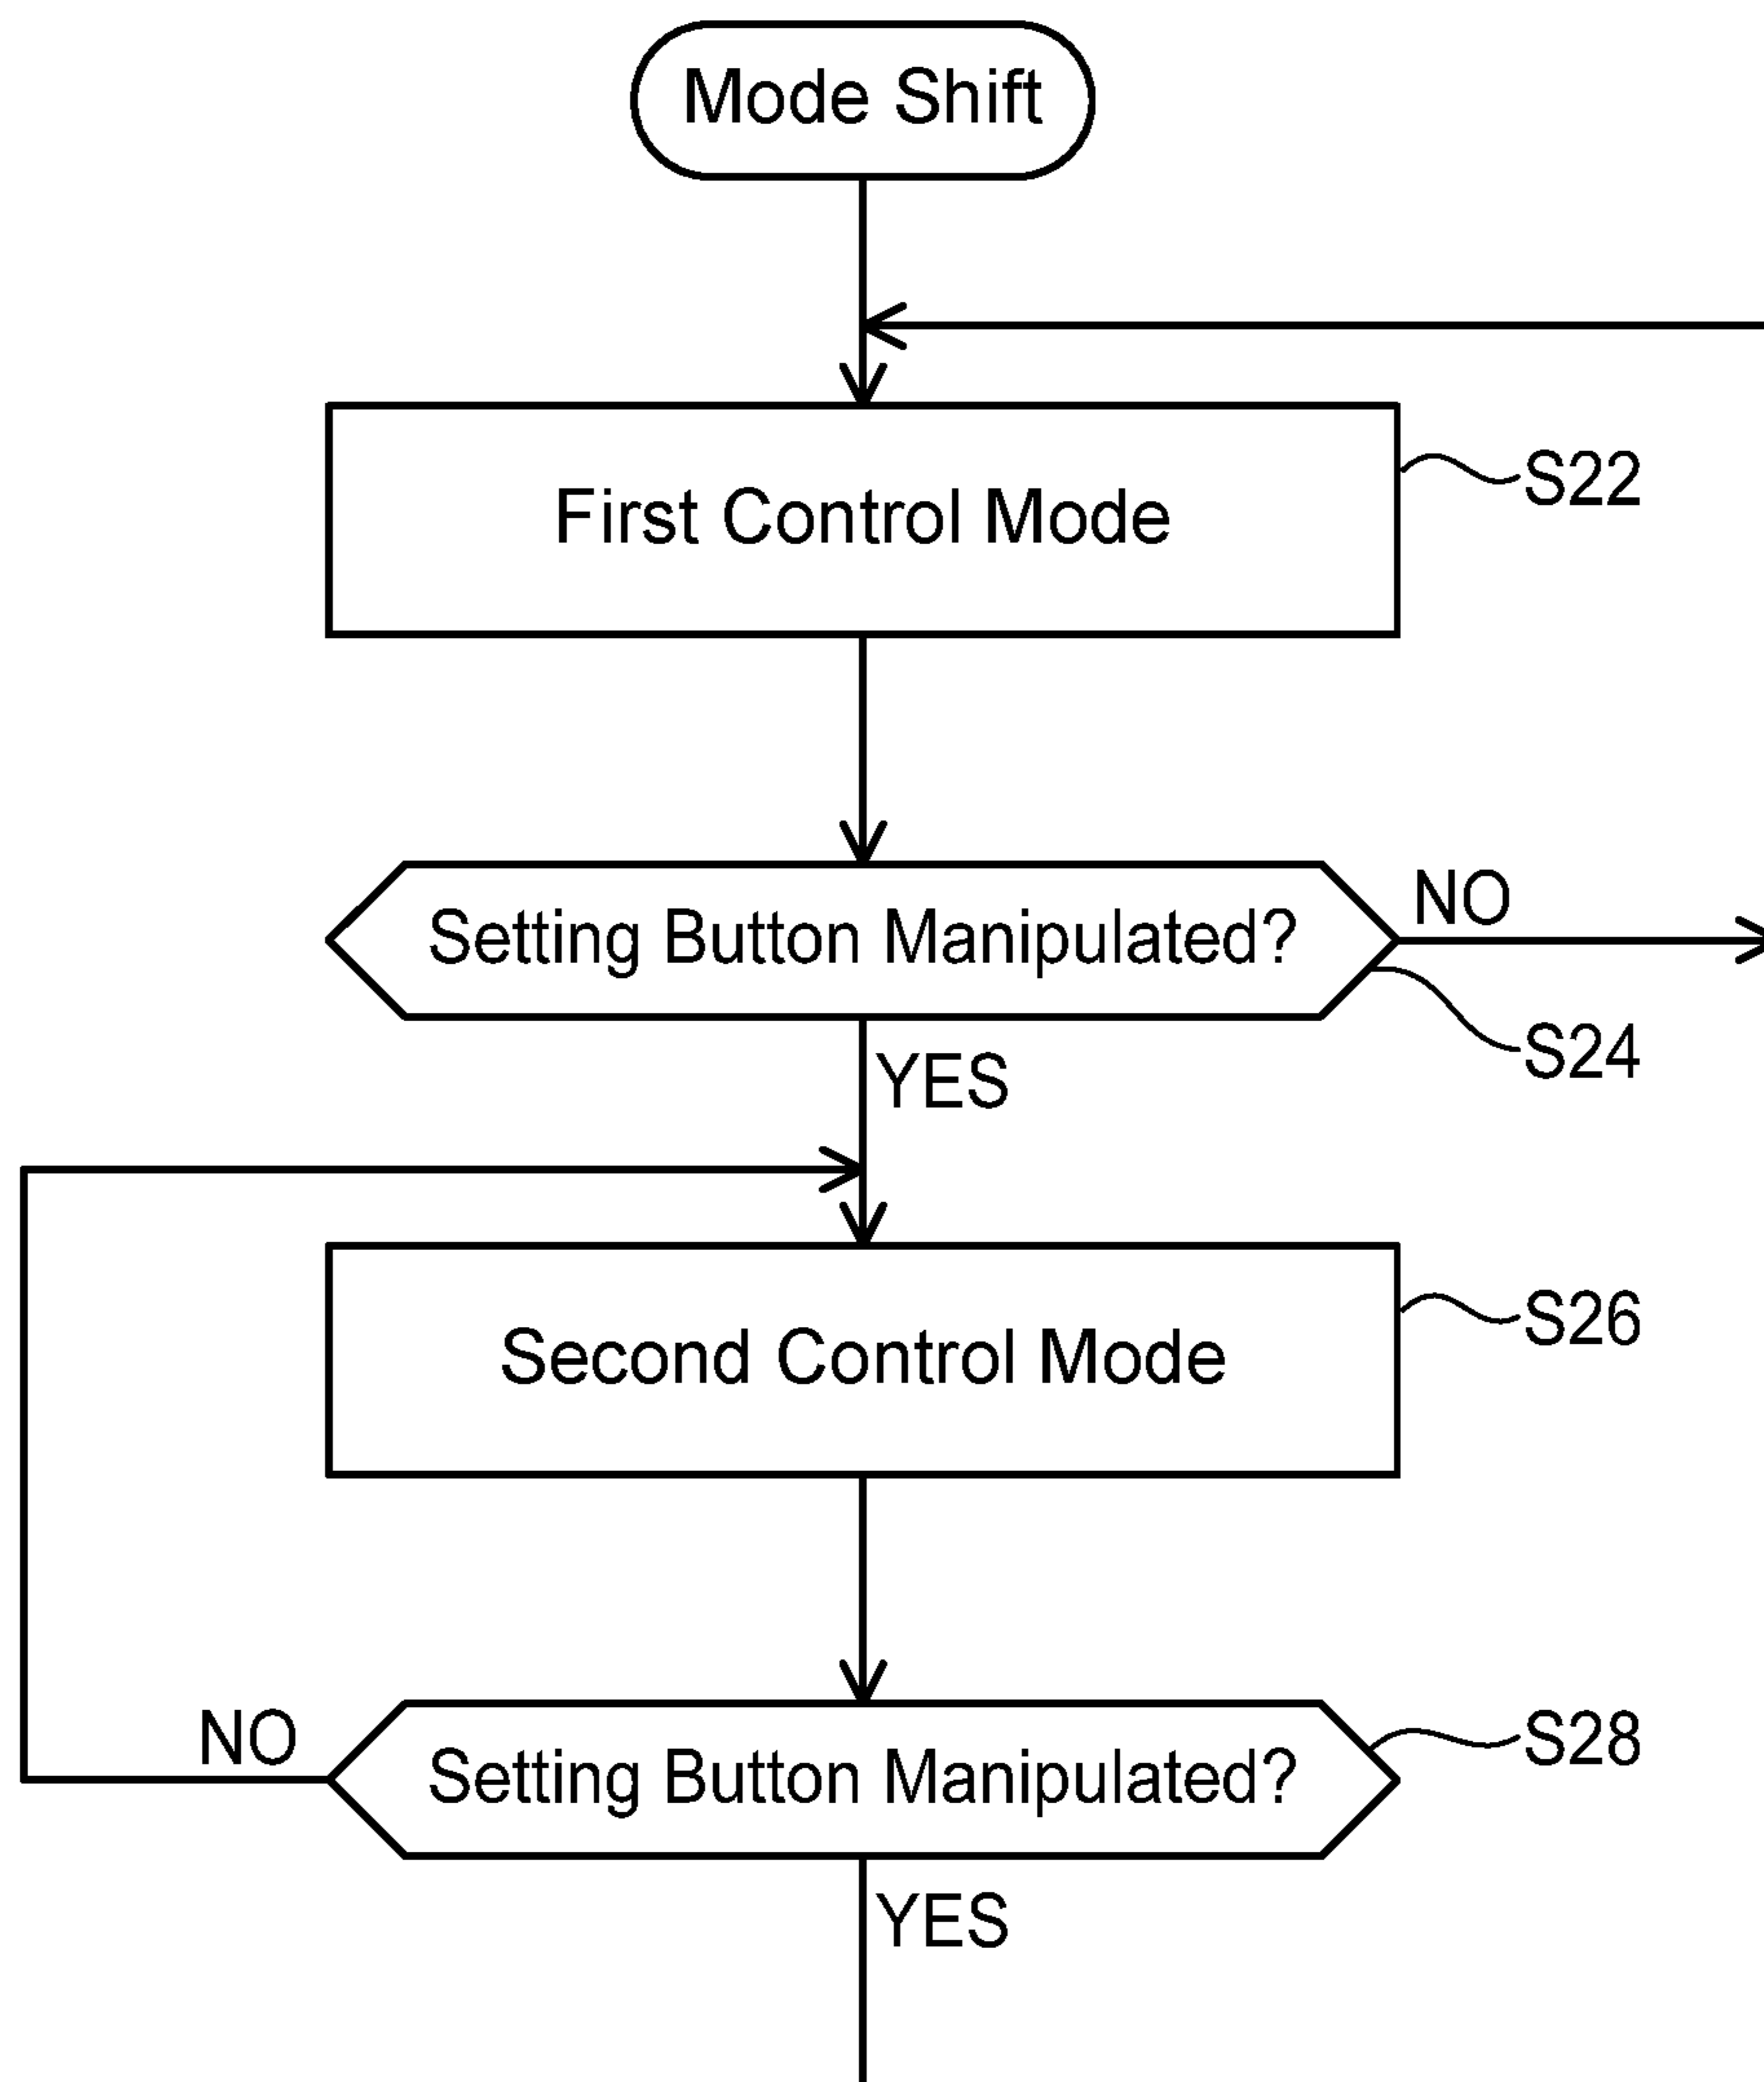 Mode Shift
First Control Mode
S22
Setting Button Manipulated?
NO
S24
YES
Second Control Mode
S26
Setting Button Manipulated?
NO
S28
YES